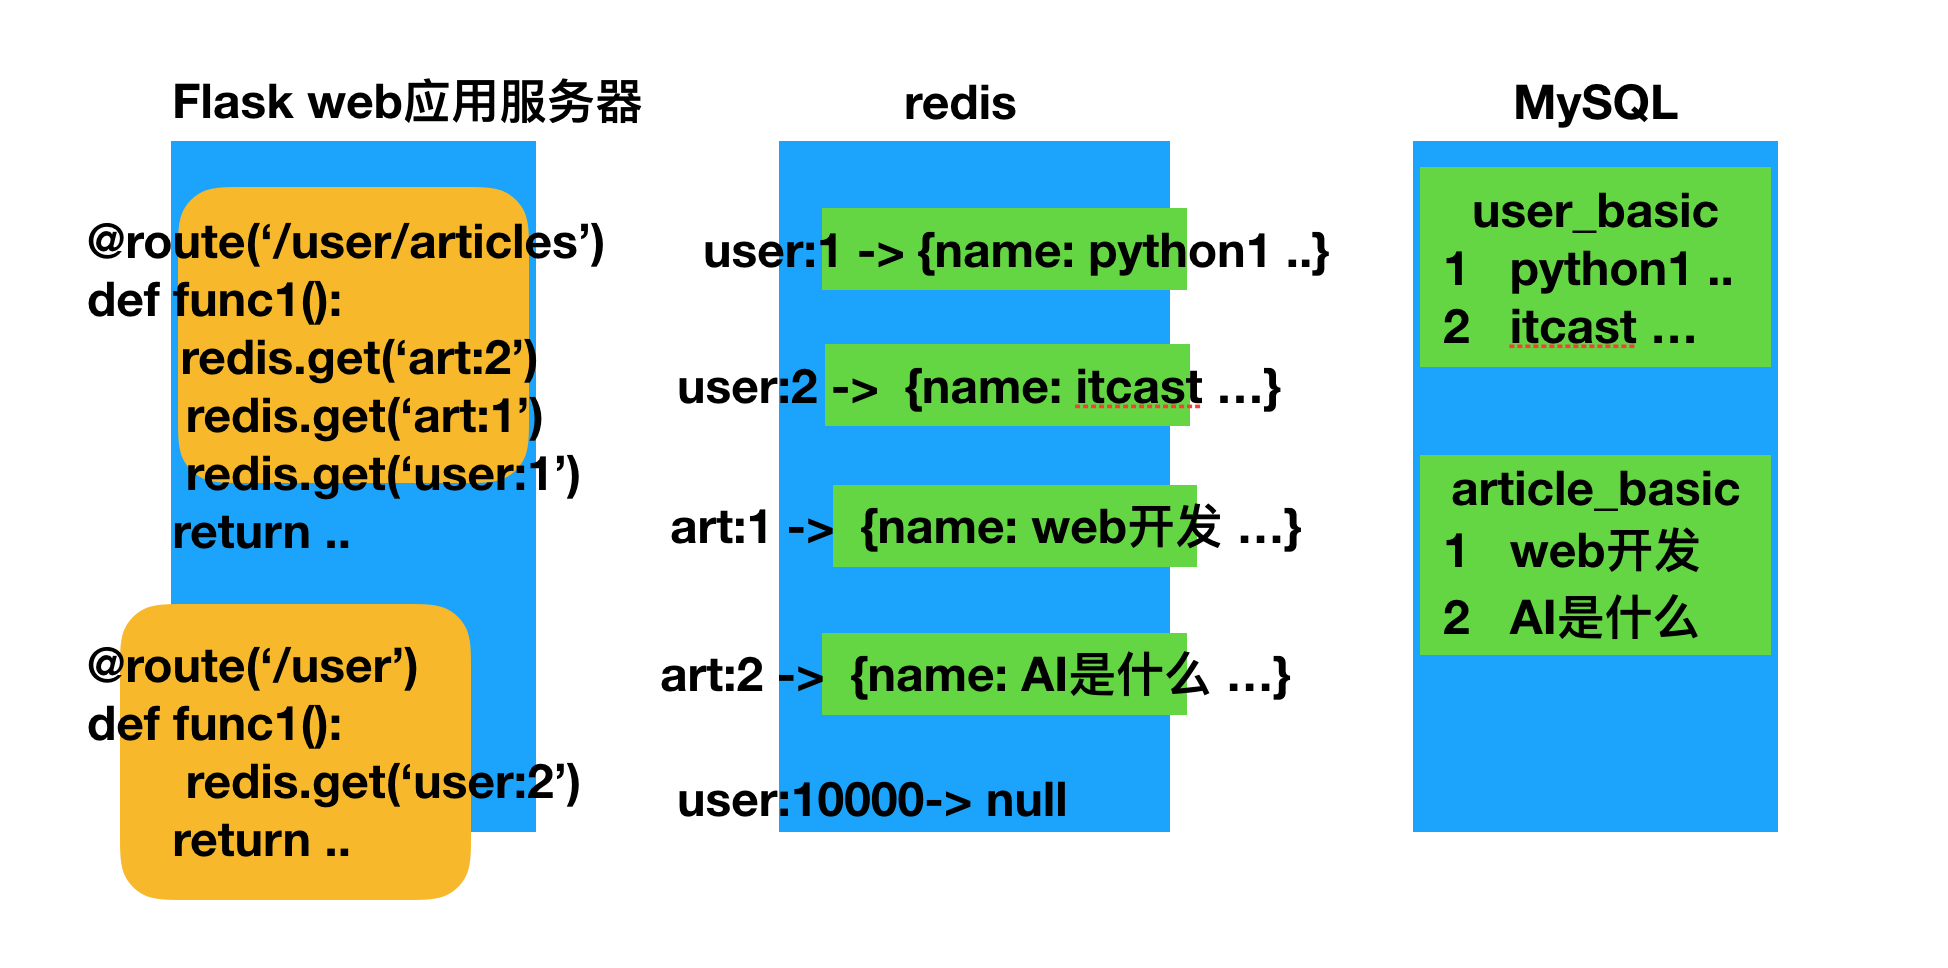 Flask web应用服务器
@route(‘/user/articles’)
def func1():
redis.get(‘art:2’)
redis.get(‘art:1’)
redis.get(‘user:1’)
return ..
@route(‘/user’)
def func1():
redis.get(‘user:2’)
return ..
redis
user:1 -> {name: python1 ..}
user:2 -> {name: itcast …}
art:1 -> {name: web开发 …}
art:2 -> {name: AI是什么 …}
user:10000-> null
MySQL
user_basic
1 python1 ..
2 itcast …
article_basic
1 web开发
2 AI是什么